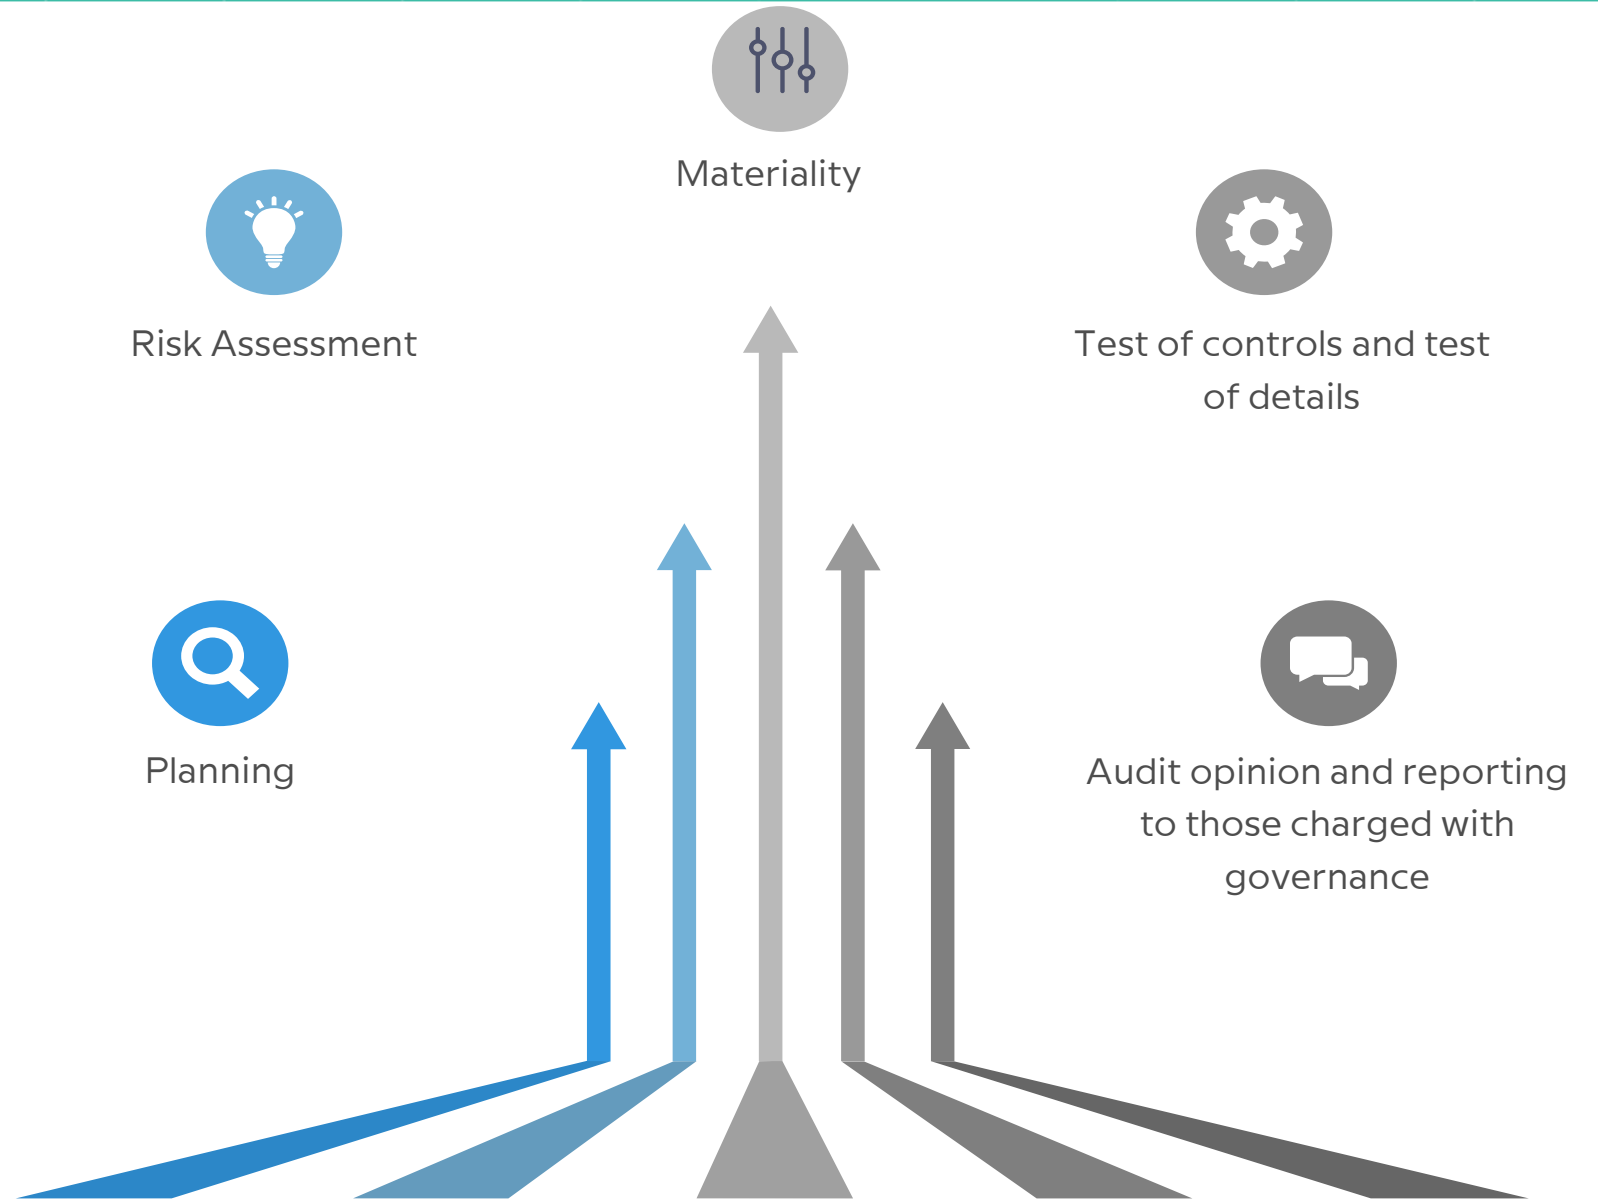 Materiality
Risk Assessment
Test of controls and test
of details
Planning
Audit opinion and reporting
to those charged with
governance